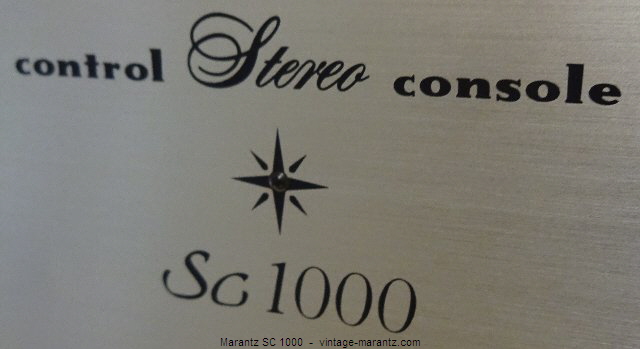 control Stereo console
SC 1000
Marantz SC 1000 - vintage-marantz.com